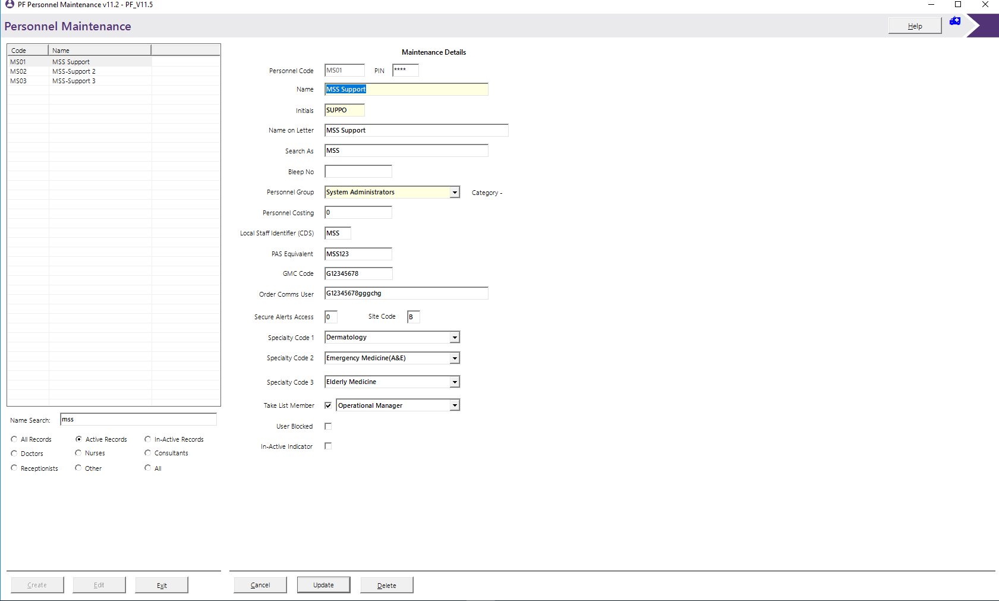 PF Personnel Maintenance v11.2 - PF_V11.5
Personnel Maintenance
Help
Code Name
MS01 MSS Support
MS02 MSS-Support 2
MS03 MSS-Support 3
Name Search: mss
All Records Active Records In-Active Records
Doctors Nurses Consultants
Receptionists Other All
Create Edit Exit
Maintenance Details
Personnel Code MS01 PIN ****
Name MSS Support
Initials SUPPO
Name on Letter MSS Support
Search As MSS
Bleep No
Personnel Group System Administrators Category -
Personnel Costing 0
Local Staff Identifier (CDS) MSS
PAS Equivalent MSS123
GMC Code G12345678
Order Comms User G12345678gggchg
Secure Alerts Access 0 Site Code B
Specialty Code 1 Dermatology
Specialty Code 2 Emergency Medicine(A&E)
Specialty Code 3 Elderly Medicine
Take List Member Operational Manager
User Blocked
In-Active Indicator
Cancel Update Delete